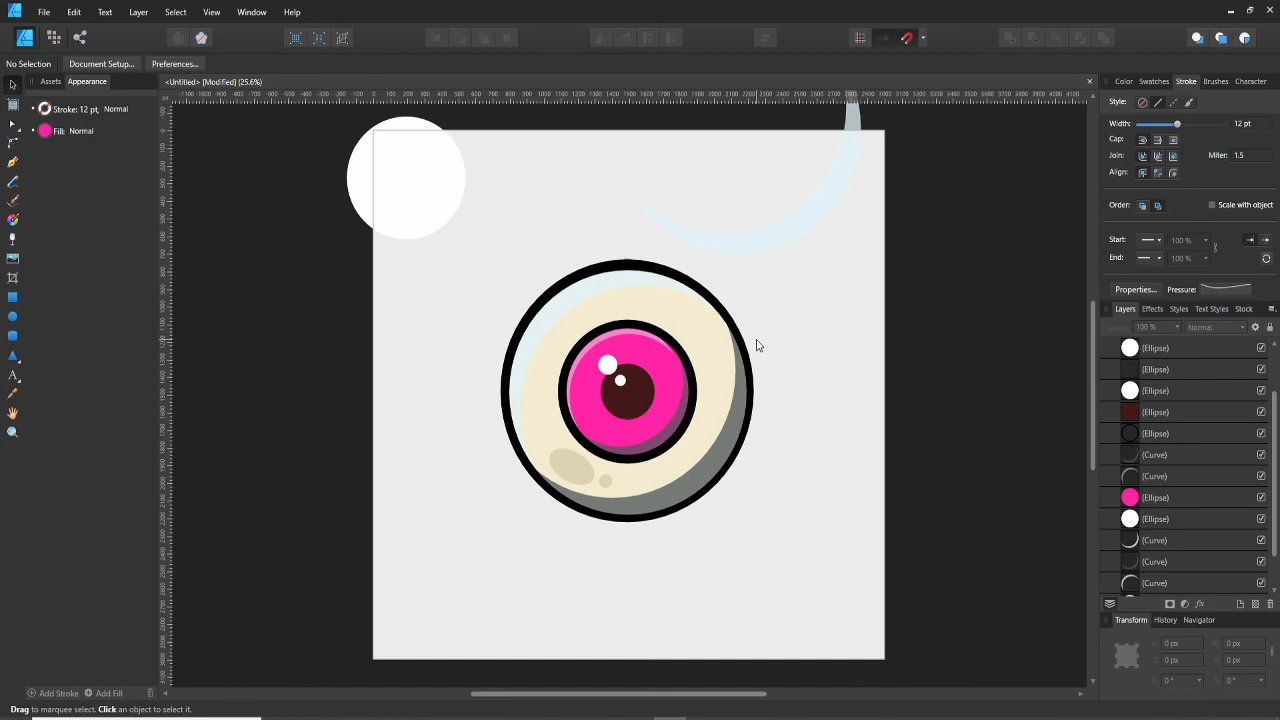 File Edit Text Layer Select View Window Help
No Selection Document Setup... Preferences...
Assets Appearance
<Untitled> [Modified] (25.6%)
Color Swatches Stroke Brushes Character
Stroke: 12 pt, Normal
Fill: Normal
Style:
Width: 12 pt
Cap:
Join: Miter: 1.5
Align:
Order: Scale with object
Start: 100 %
End: 100 %
Properties... Pressure:
Layers Effects Styles Text Styles Stock
Opacity: 100 % Normal
(Ellipse)
(Ellipse)
(Ellipse)
(Ellipse)
(Ellipse)
(Curve)
(Curve)
(Ellipse)
(Ellipse)
(Curve)
(Curve)
(Curve)
Transform History Navigator
X: 0 px W: 0 px
Y: 0 px H: 0 px
R: 0 ° S: 0 °
Add Stroke Add Fill
Drag to marquee select. Click an object to select it.